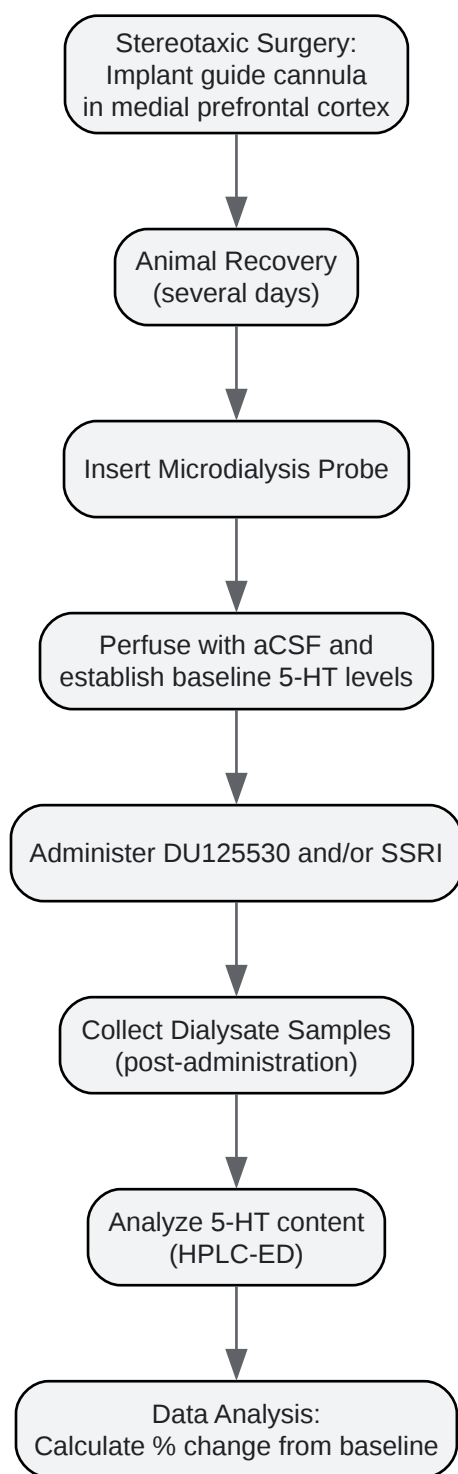 Stereotaxic Surgery:
Implant guide cannula
in medial prefrontal cortex
Animal Recovery
(several days)
Insert Microdialysis Probe
Perfuse with aCSF and
establish baseline 5-HT levels
Administer DU125530 and/or SSRI
Collect Dialysate Samples
(post-administration)
Analyze 5-HT content
(HPLC-ED)
Data Analysis:
Calculate % change from baseline